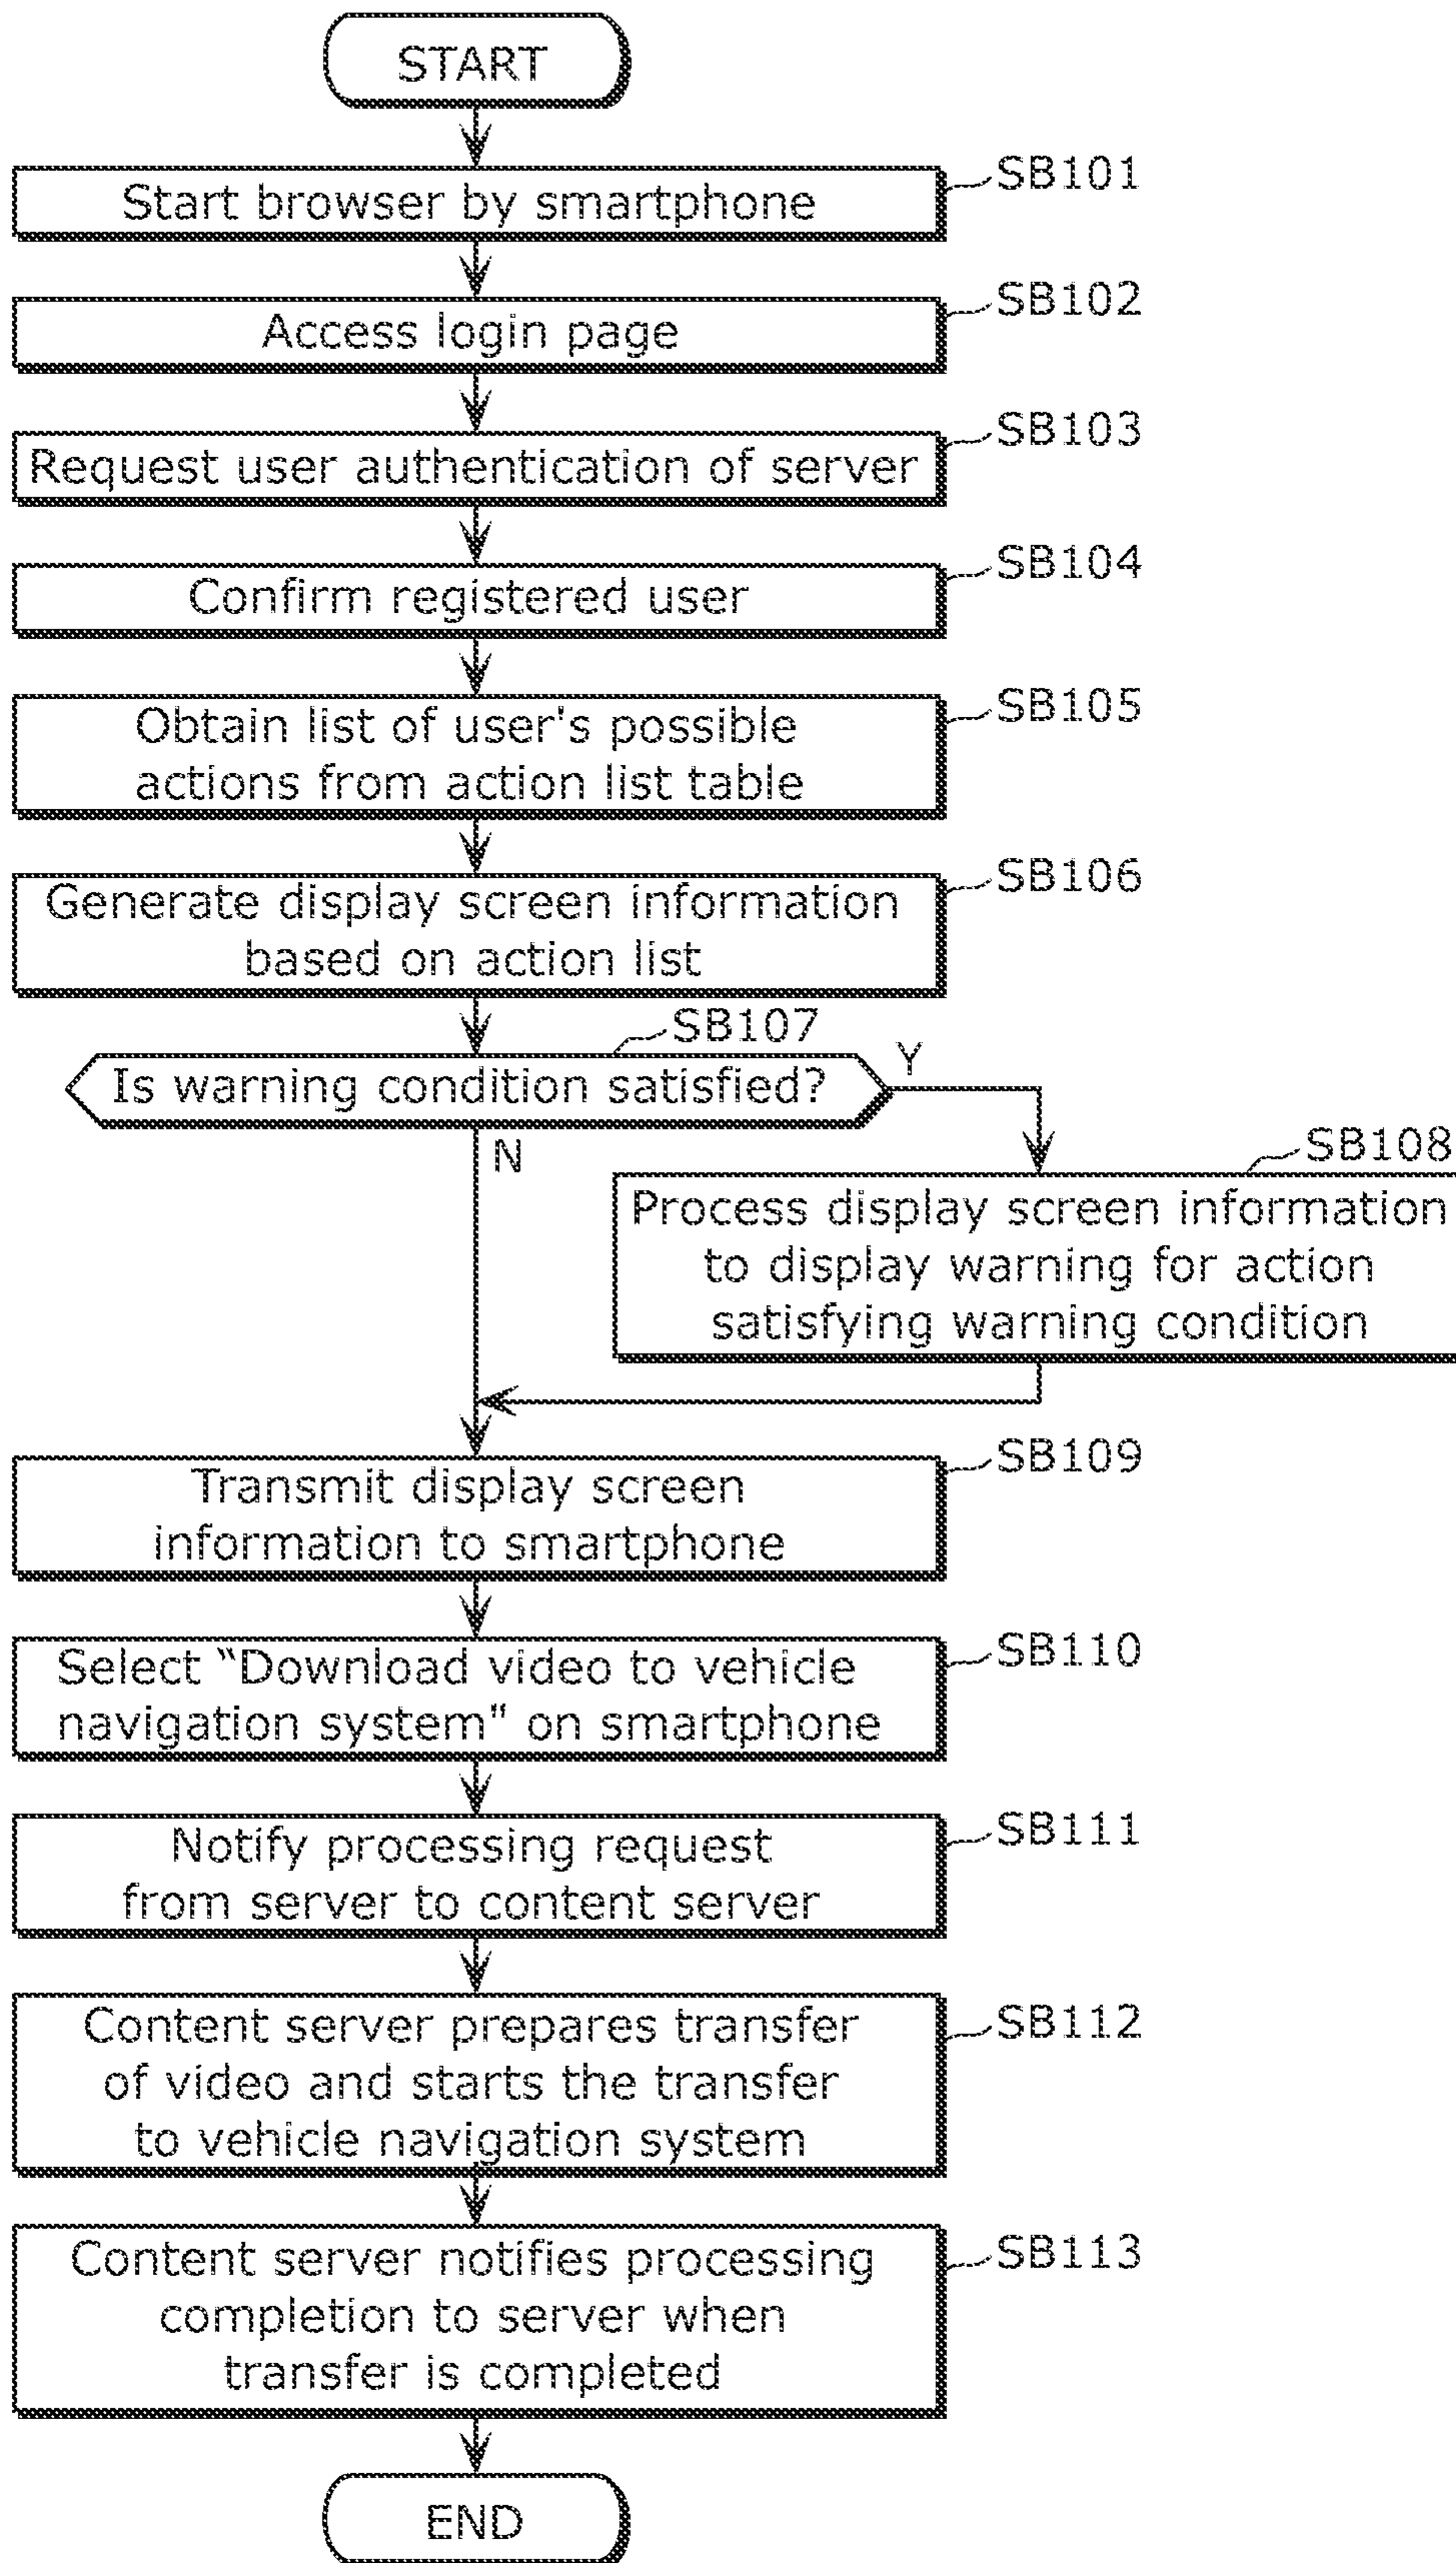 START
SB101
Start browser by smartphone
SB102
Access login page
SB103
Request user authentication of server
SB104
Confirm registered user
SB105
Obtain list of user's possible
actions from action list table
SB106
Generate display screen information
based on action list
SB107
Is warning condition satisfied?
Y
N
SB108
Process display screen information
to display warning for action
satisfying warning condition
SB109
Transmit display screen
information to smartphone
SB110
Select “Download video to vehicle
navigation system" on smartphone
SB111
Notify processing request
from server to content server
SB112
Content server prepares transfer
of video and starts the transfer
to vehicle navigation system
SB113
Content server notifies processing
completion to server when
transfer is completed
END